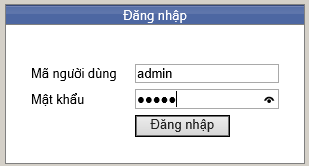 Đăng nhập
Mã người dùng admin
Mật khẩu •••••
Đăng nhập